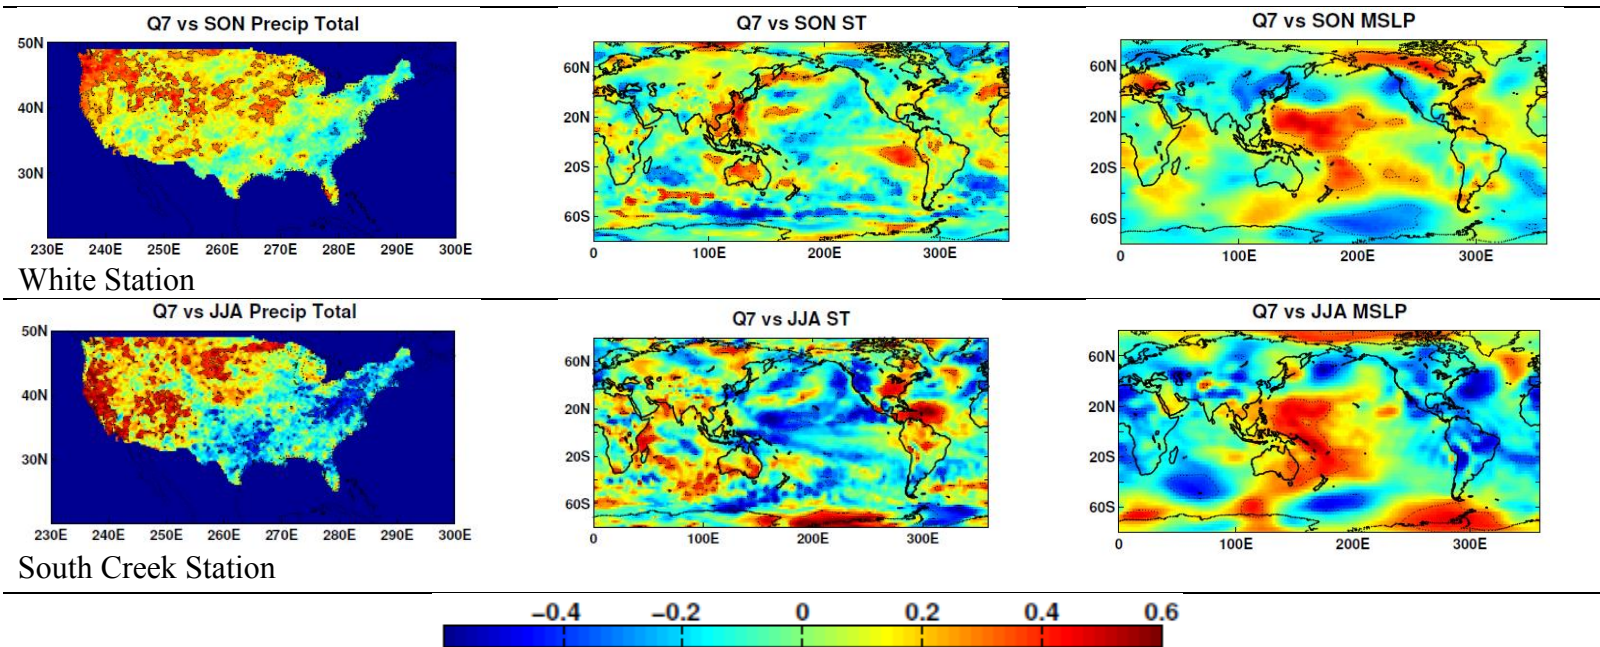 Q7 vs SON Precip Total
50N
40N
30N
230E 240E 250E 260E 270E 280E 290E 300E
Q7 vs SON ST
60N
20N
20S
60S
0 100E 200E 300E
Q7 vs SON MSLP
60N
20N
20S
60S
0 100E 200E 300E
White Station
Q7 vs JJA Precip Total
50N
40N
30N
230E 240E 250E 260E 270E 280E 290E 300E
Q7 vs JJA ST
60N
20N
20S
60S
0 100E 200E 300E
Q7 vs JJA MSLP
60N
20N
20S
60S
0 100E 200E 300E
South Creek Station
−0.4 −0.2 0 0.2 0.4 0.6